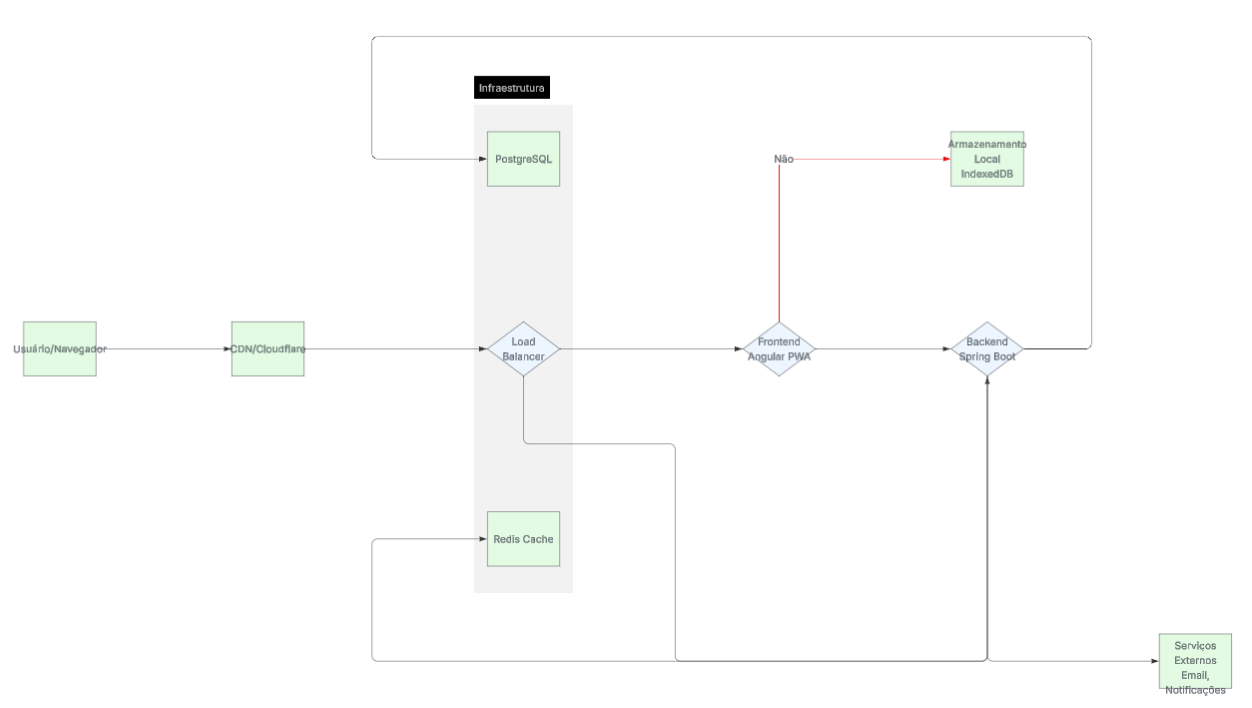 Infraestrutura
PostgreSQL
Não
Armazenamento
Local
IndexedDB
Usuário/Navegador
CDN/Cloudflare
Load
Balancer
Frontend
Angular PWA
Backend
Spring Boot
Redis Cache
Serviços
Externos
Email,
Notificações